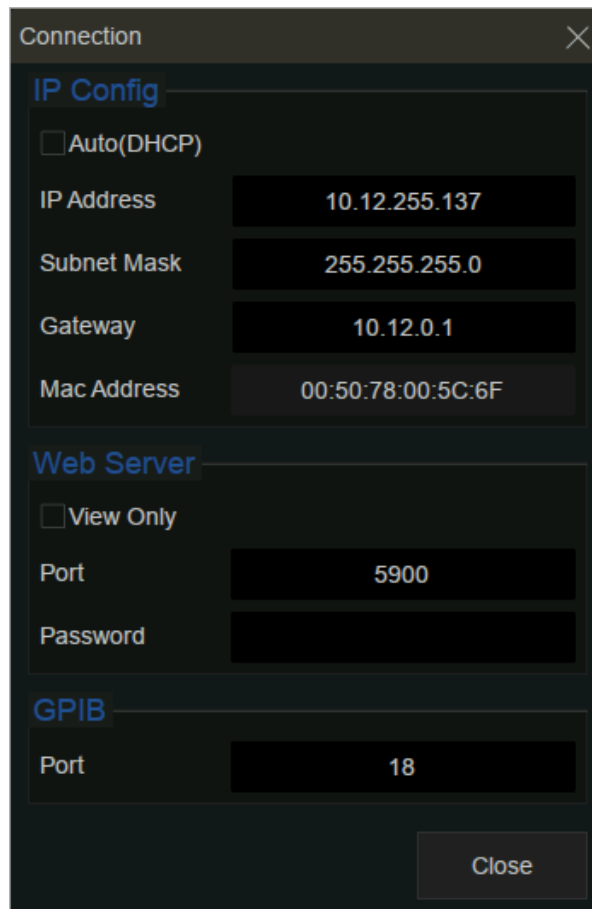 Connection
IP Config
Auto(DHCP)
IP Address 10.12.255.137
Subnet Mask 255.255.255.0
Gateway 10.12.0.1
Mac Address 00:50:78:00:5C:6F
Web Server
View Only
Port 5900
Password
GPIB
Port 18
Close